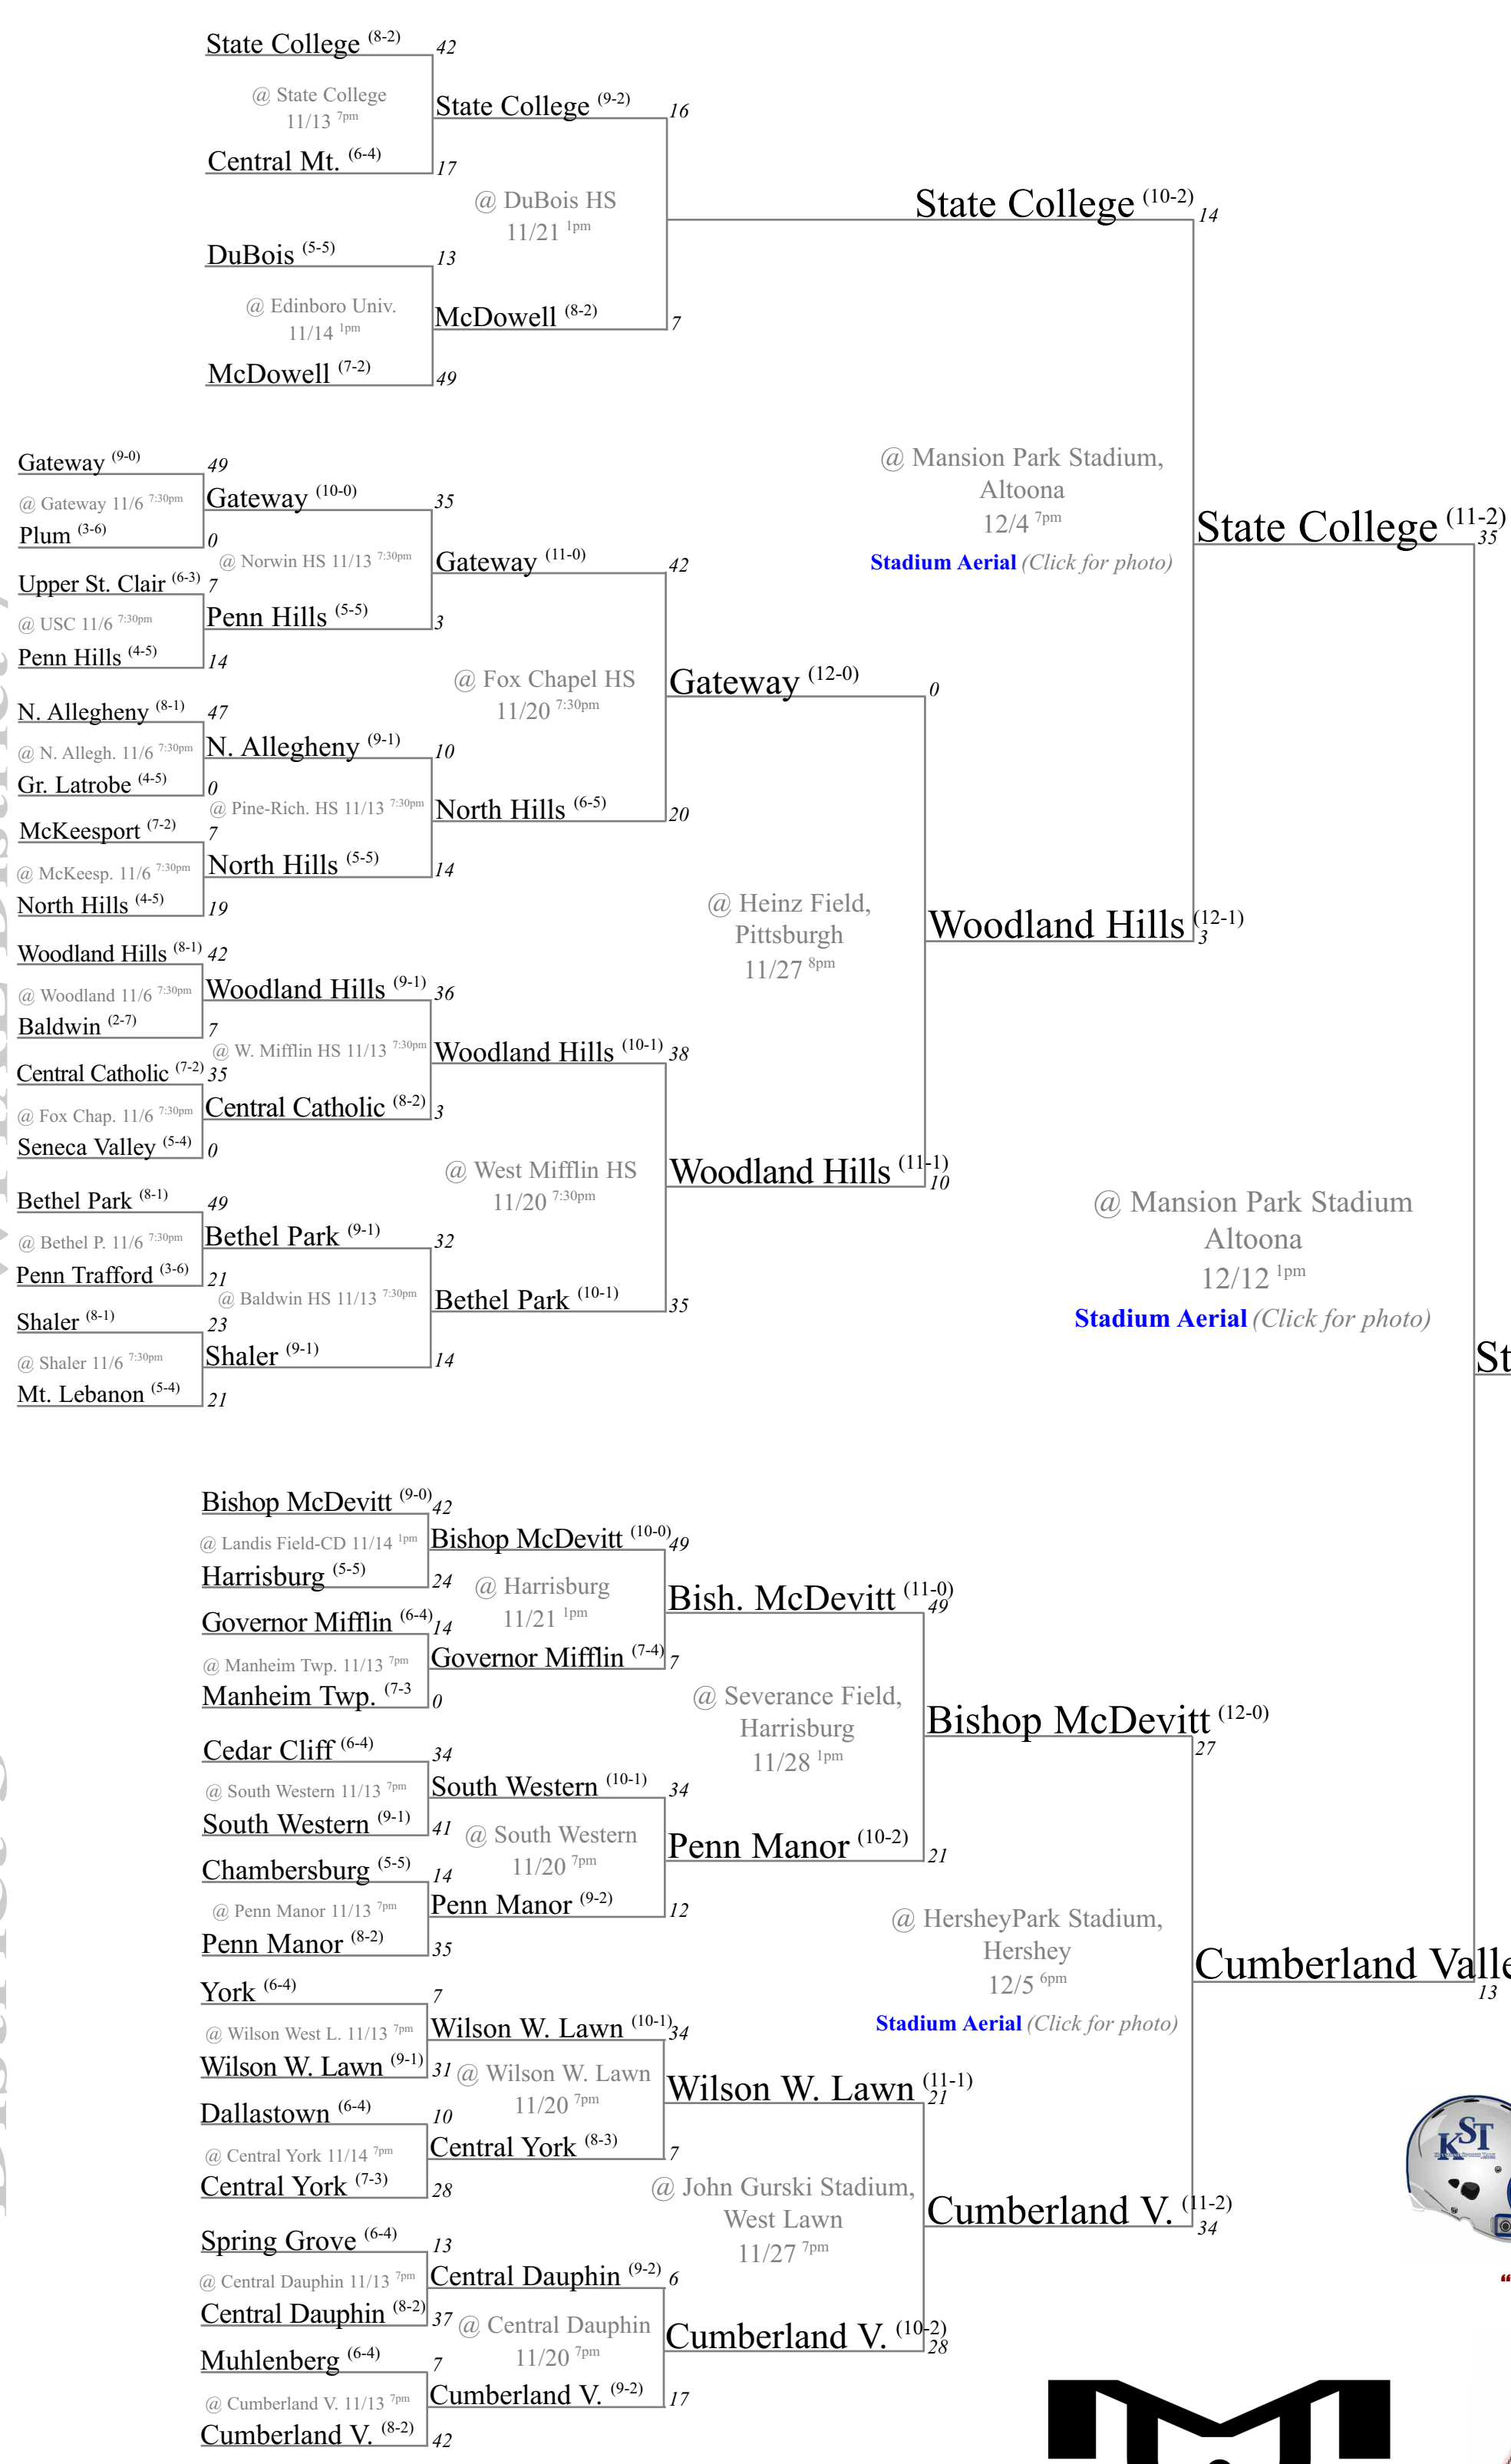 State College (8-2) 42
@ State College
11/13 7pm
Central Mt. (6-4) 17
State College (9-2) 16
@ DuBois HS
11/21 1pm
DuBois (5-5) 13
@ Edinboro Univ.
11/14 1pm
McDowell (7-2) 49
McDowell (8-2) 7
State College (10-2) 14
Gateway (9-0) 49
@ Gateway 11/6 7:30pm
Plum (3-6) 0
Gateway (10-0) 35
@ Norwin HS 11/13 7:30pm
Upper St. Clair (6-3) 7
@ USC 11/6 7:30pm
Penn Hills (4-5) 14
Penn Hills (5-5) 3
Gateway (11-0) 42
@ Fox Chapel HS
11/20 7:30pm
N. Allegheny (8-1) 47
@ N. Allegh. 11/6 7:30pm
Gr. Latrobe (4-5) 0
N. Allegheny (9-1) 10
@ Pine-Rich. HS 11/13 7:30pm
McKeesport (7-2) 7
@ McKeesp. 11/6 7:30pm
North Hills (4-5) 19
North Hills (5-5) 14
North Hills (6-5) 20
Gateway (12-0) 0
@ Heinz Field,
Pittsburgh
11/27 8pm
Woodland Hills (8-1) 42
@ Woodland 11/6 7:30pm
Baldwin (2-7) 7
Woodland Hills (9-1) 36
@ W. Mifflin HS 11/13 7:30pm
Central Catholic (7-2) 35
@ Fox Chap. 11/6 7:30pm
Seneca Valley (5-4) 0
Central Catholic (8-2) 3
Woodland Hills (10-1) 38
@ West Mifflin HS
11/20 7:30pm
Bethel Park (8-1) 49
@ Bethel P. 11/6 7:30pm
Penn Trafford (3-6) 21
Bethel Park (9-1) 32
@ Baldwin HS 11/13 7:30pm
Shaler (8-1) 23
@ Shaler 11/6 7:30pm
Mt. Lebanon (5-4) 21
Shaler (9-1) 14
Bethel Park (10-1) 35
Woodland Hills (11-1) 10
Woodland Hills (12-1) 3
@ Mansion Park Stadium,
Altoona
12/4 7pm
Stadium Aerial (Click for photo)
State College (11-2) 35
@ Mansion Park Stadium
Altoona
12/12 1pm
Stadium Aerial (Click for photo)
St
Bishop McDevitt (9-0) 42
@ Landis Field-CD 11/14 1pm
Harrisburg (5-5) 24
Bishop McDevitt (10-0) 49
@ Harrisburg
11/21 1pm
Governor Mifflin (6-4) 14
@ Manheim Twp. 11/13 7pm
Manheim Twp. (7-3 0
Governor Mifflin (7-4) 7
Bish. McDevitt (11-0) 49
@ Severance Field,
Harrisburg
11/28 1pm
Cedar Cliff (6-4) 34
@ South Western 11/13 7pm
South Western (9-1) 41
South Western (10-1) 34
@ South Western
11/20 7pm
Chambersburg (5-5) 14
@ Penn Manor 11/13 7pm
Penn Manor (8-2) 35
Penn Manor (9-2) 12
Penn Manor (10-2) 21
Bishop McDevitt (12-0) 27
@ HersheyPark Stadium,
Hershey
12/5 6pm
Stadium Aerial (Click for photo)
York (6-4) 7
@ Wilson West L. 11/13 7pm
Wilson W. Lawn (9-1) 31
Wilson W. Lawn (10-1) 34
@ Wilson W. Lawn
11/20 7pm
Dallastown (6-4) 10
@ Central York 11/14 7pm
Central York (7-3) 28
Central York (8-3) 7
Wilson W. Lawn (11-1) 21
@ John Gurski Stadium,
West Lawn
11/27 7pm
Spring Grove (6-4) 13
@ Central Dauphin 11/13 7pm
Central Dauphin (8-2) 37
Central Dauphin (9-2) 6
@ Central Dauphin
11/20 7pm
Muhlenberg (6-4) 7
@ Cumberland V. 11/13 7pm
Cumberland V. (8-2) 42
Cumberland V. (9-2) 17
Cumberland V. (10-2) 28
Cumberland V. (11-2) 34
Cumberland Valle 13
KST
“